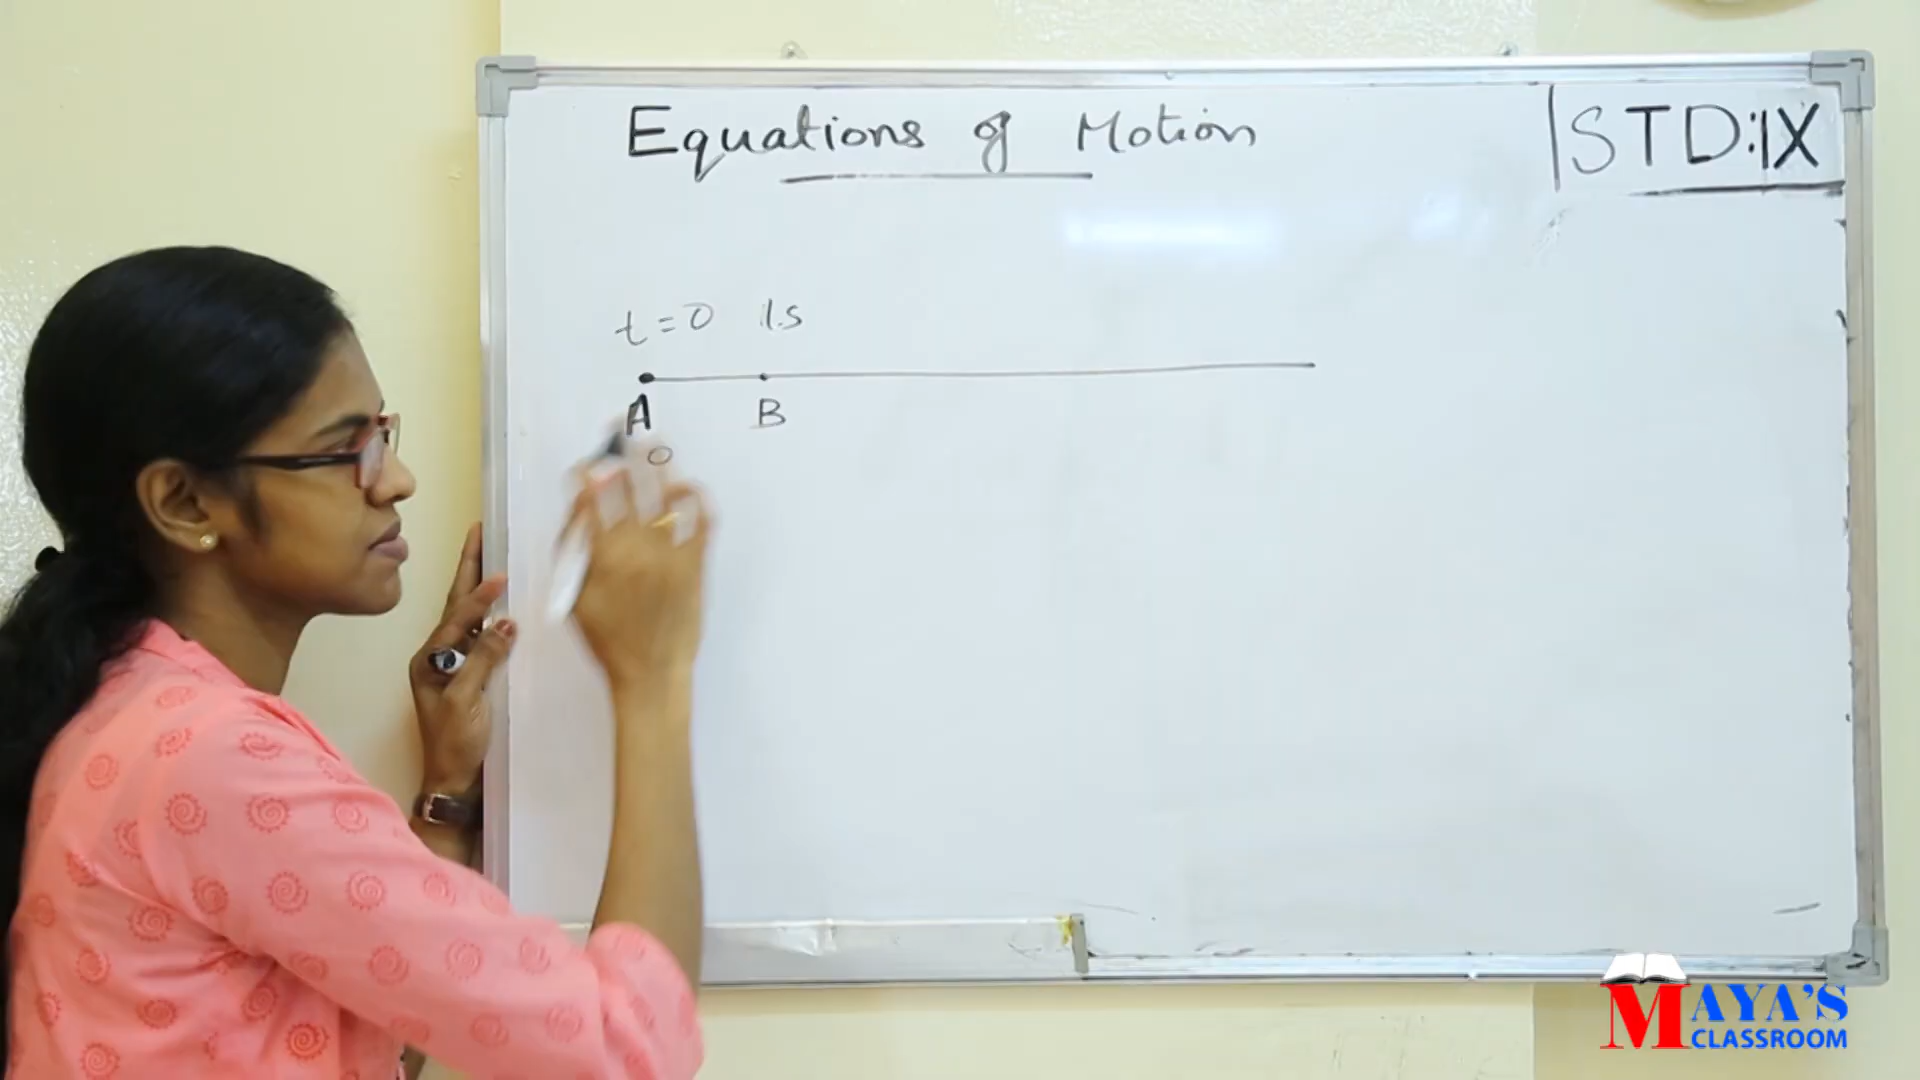 Equations of Motion
STD:IX
t=0 1s
A B
0
MAYA'S
CLASSROOM